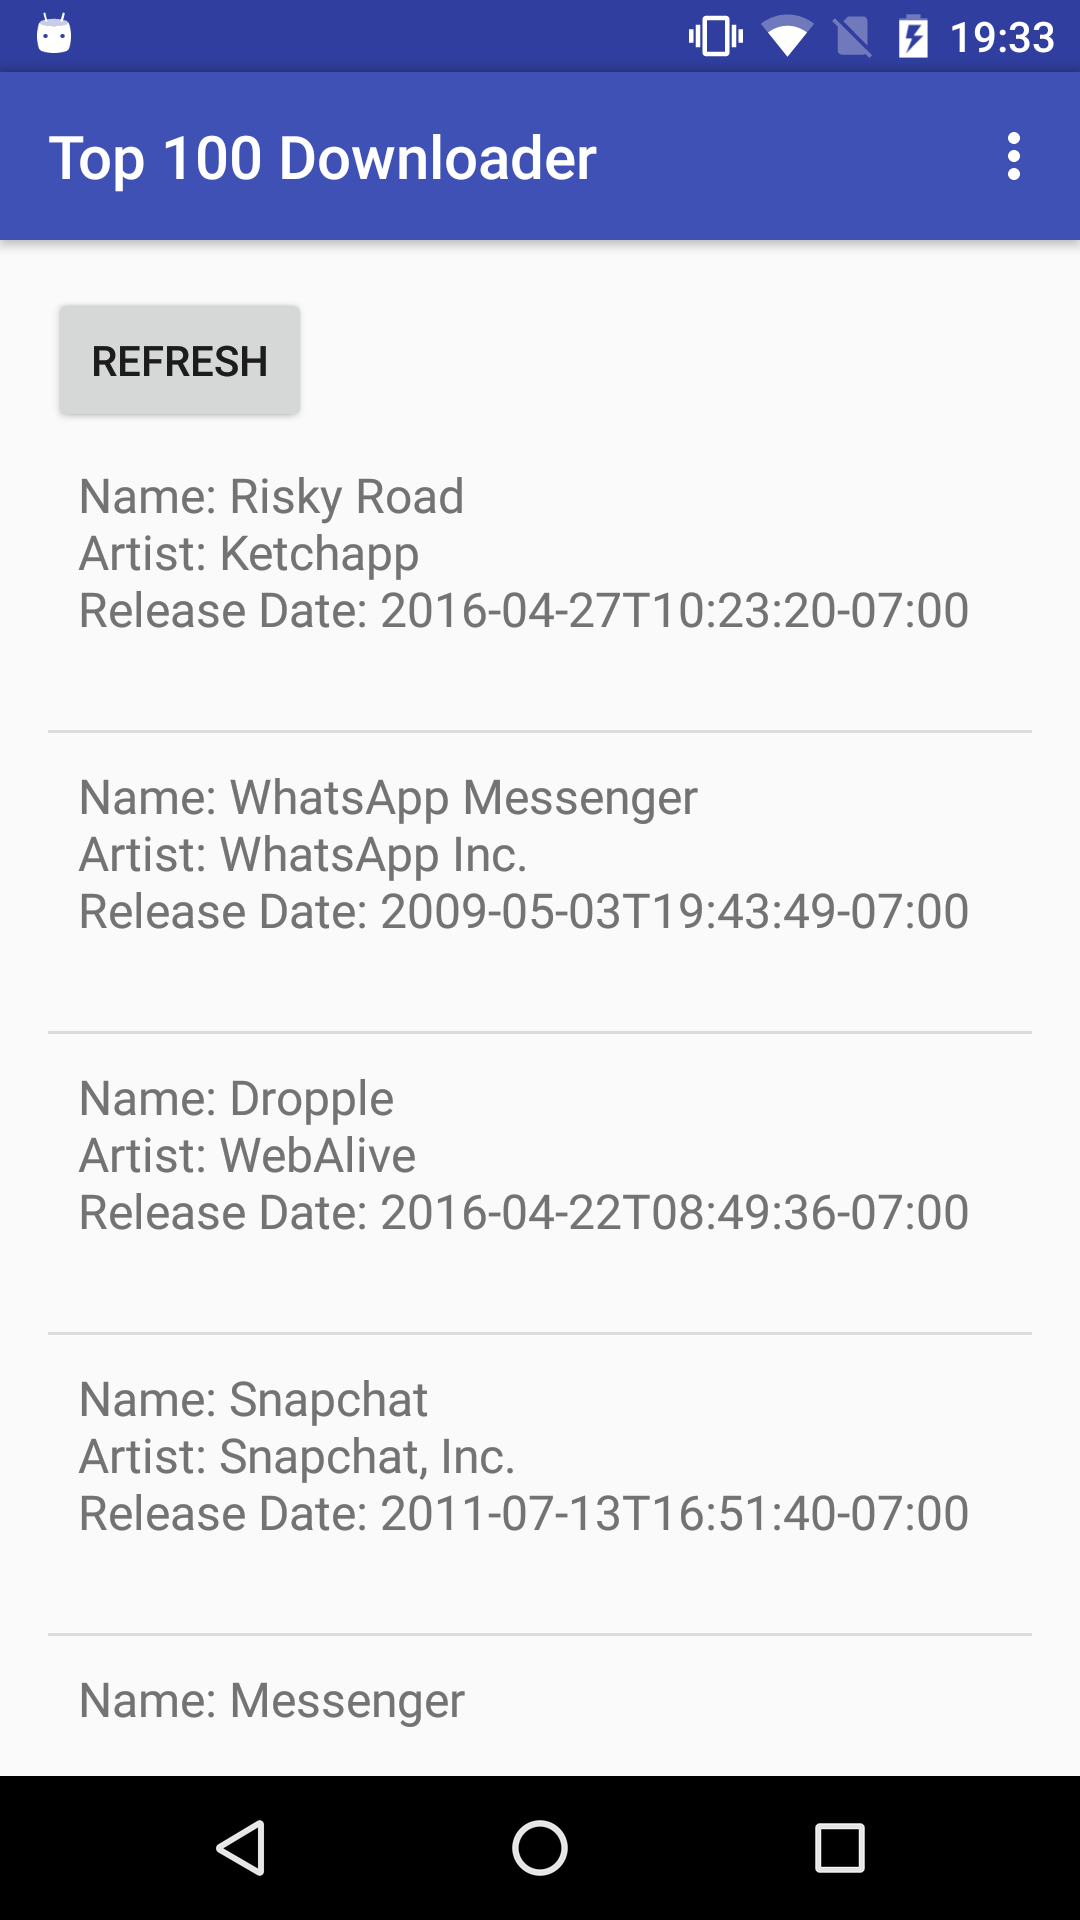 19:33
Top 100 Downloader
REFRESH
Name: Risky Road
Artist: Ketchapp
Release Date: 2016-04-27T10:23:20-07:00
Name: WhatsApp Messenger
Artist: WhatsApp Inc.
Release Date: 2009-05-03T19:43:49-07:00
Name: Dropple
Artist: WebAlive
Release Date: 2016-04-22T08:49:36-07:00
Name: Snapchat
Artist: Snapchat, Inc.
Release Date: 2011-07-13T16:51:40-07:00
Name: Messenger